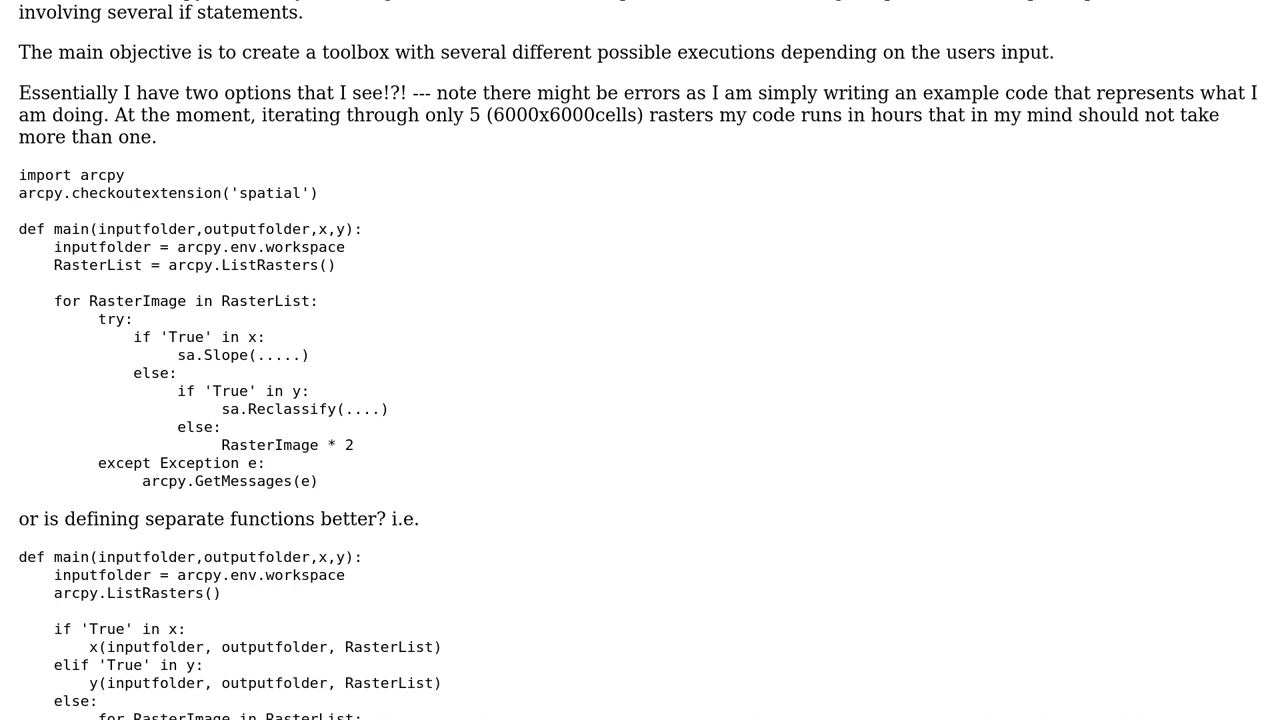 involving several if statements.
The main objective is to create a toolbox with several different possible executions depending on the users input.
Essentially I have two options that I see!?! --- note there might be errors as I am simply writing an example code that represents what I
am doing. At the moment, iterating through only 5 (6000x6000cells) rasters my code runs in hours that in my mind should not take
more than one.
import arcpy
arcpy.checkoutextension('spatial')
def main(inputfolder,outputfolder,x,y):
    inputfolder = arcpy.env.workspace
    RasterList = arcpy.ListRasters()
    for RasterImage in RasterList:
         try:
             if 'True' in x:
                  sa.Slope(.....)
             else:
                  if 'True' in y:
                       sa.Reclassify(....)
                  else:
                       RasterImage * 2
         except Exception e:
              arcpy.GetMessages(e)
or is defining separate functions better? i.e.
def main(inputfolder,outputfolder,x,y):
    inputfolder = arcpy.env.workspace
    arcpy.ListRasters()
    if 'True' in x:
        x(inputfolder, outputfolder, RasterList)
    elif 'True' in y:
        y(inputfolder, outputfolder, RasterList)
    else:
         for RasterImage in RasterList: